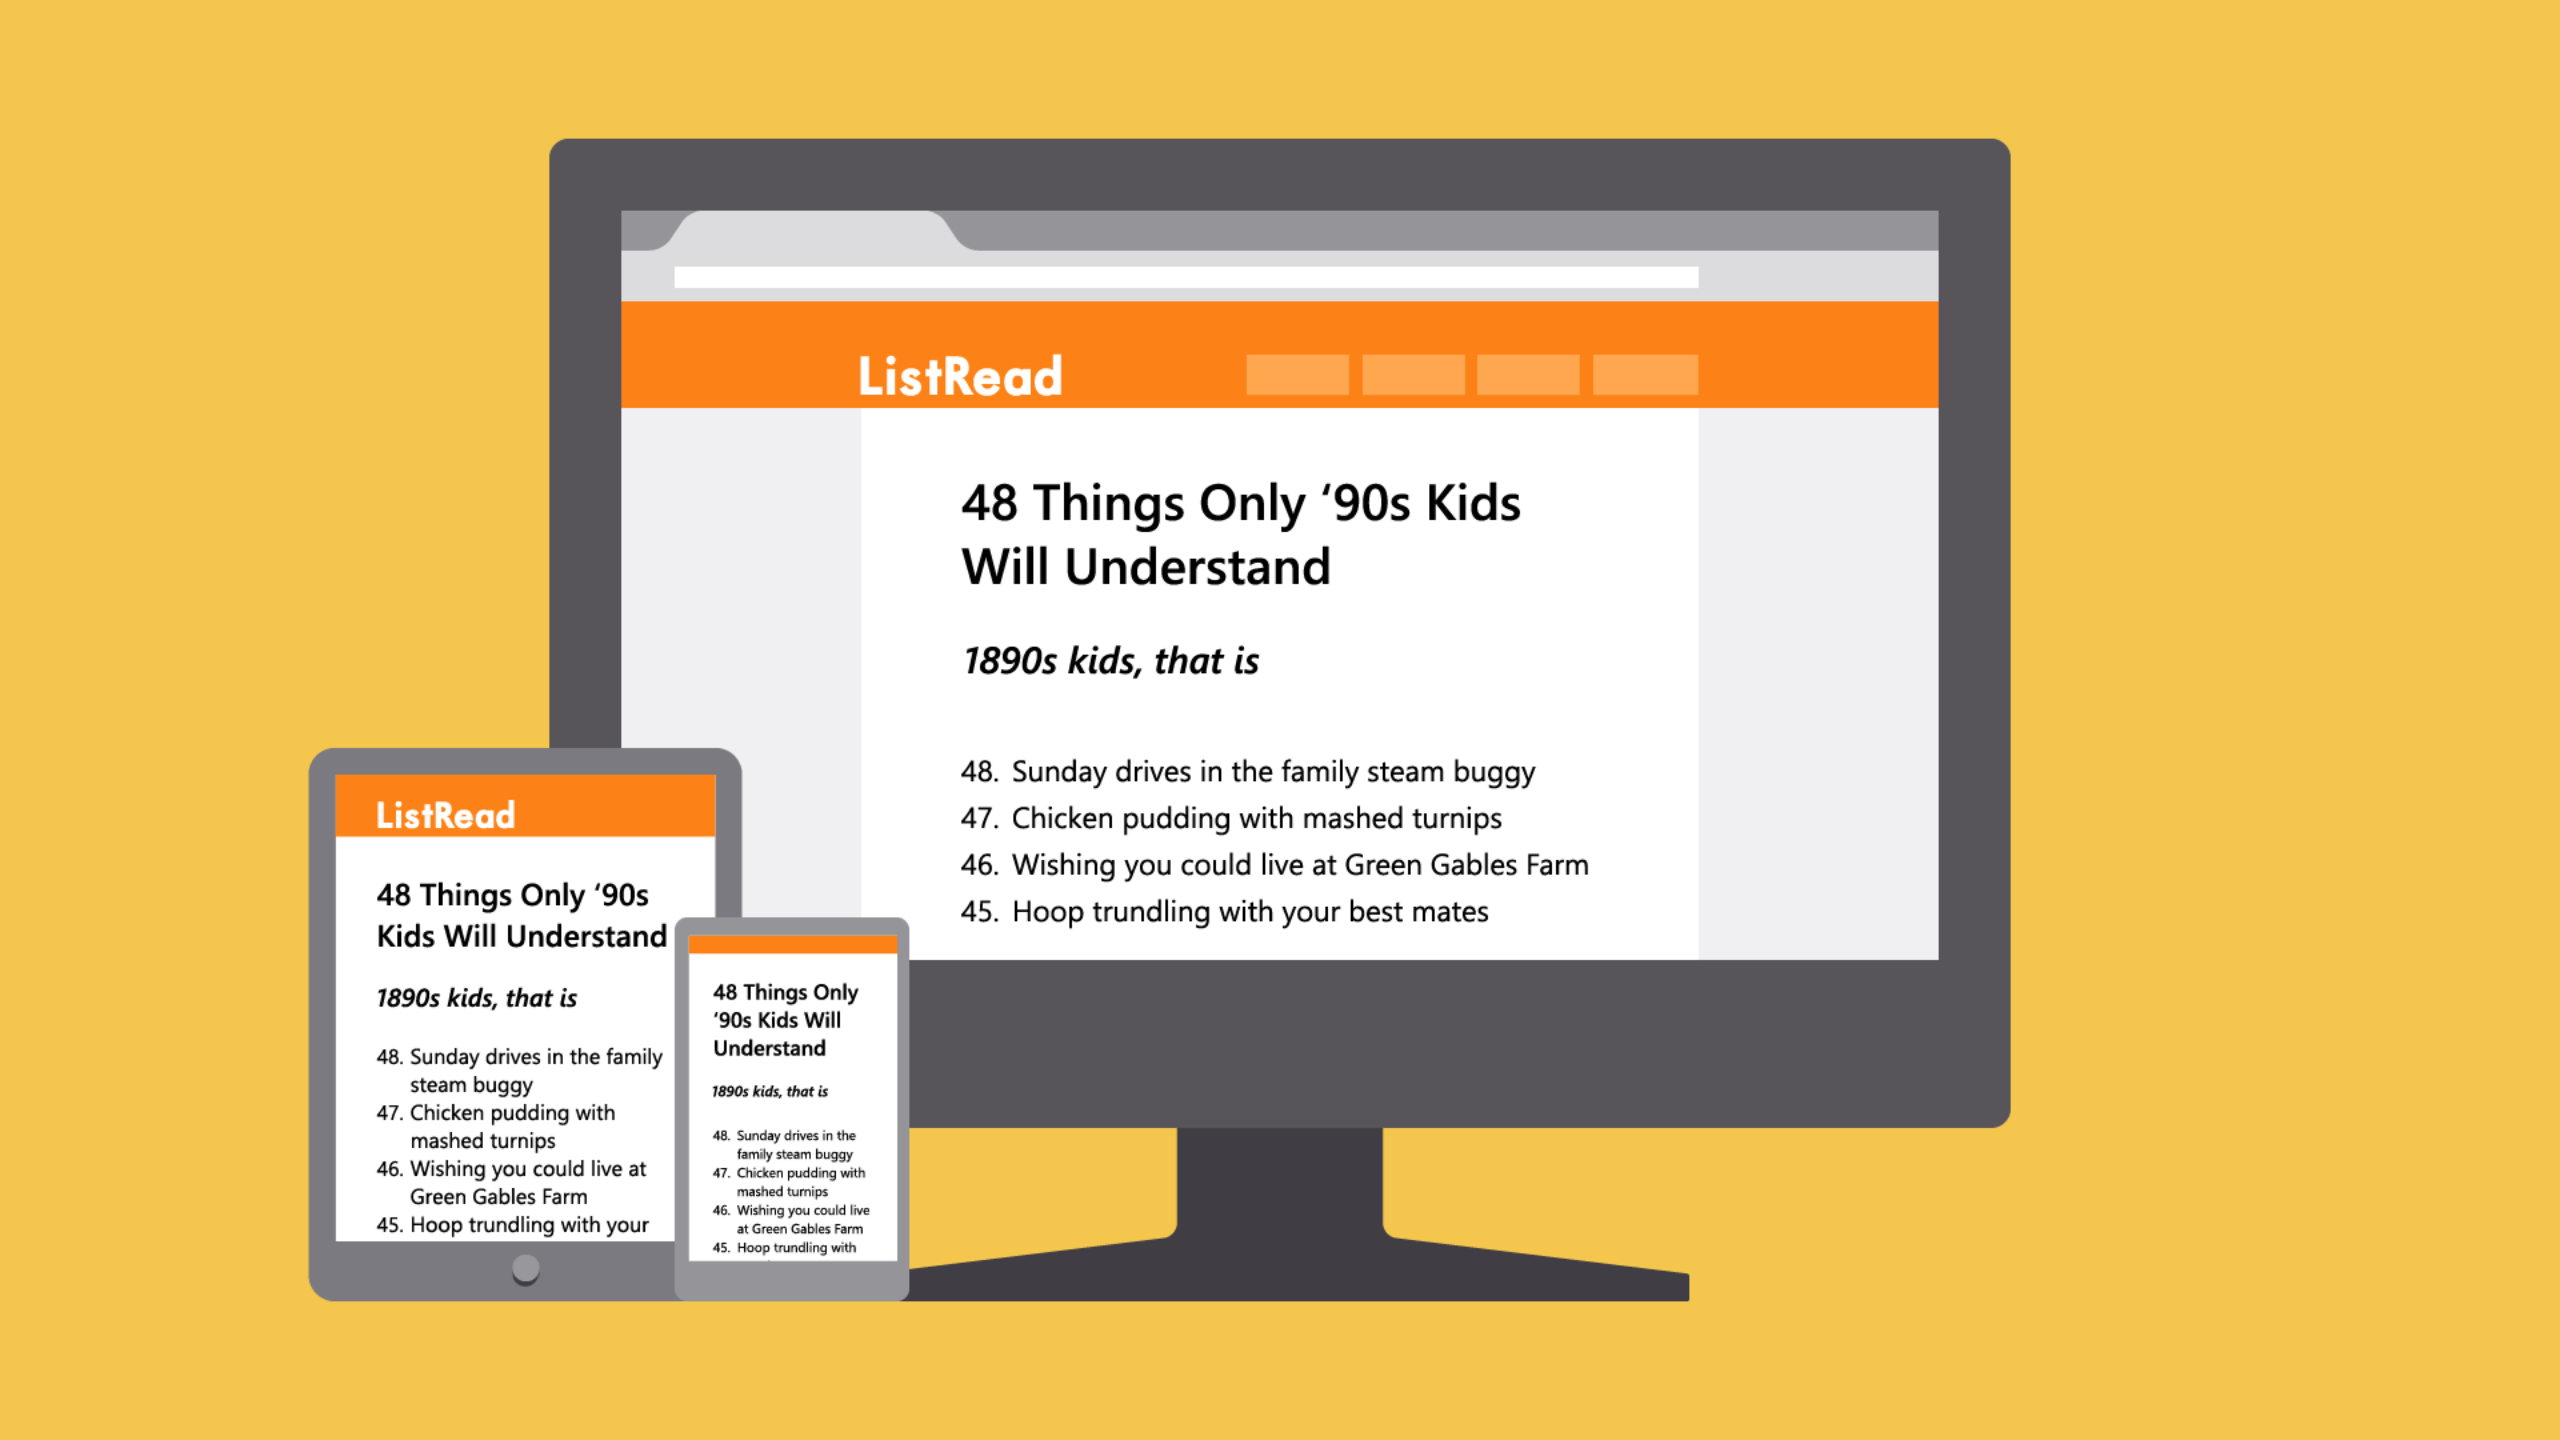 ListRead
48 Things Only ‘90s Kids
Will Understand
1890s kids, that is
48. Sunday drives in the family steam buggy
47. Chicken pudding with mashed turnips
46. Wishing you could live at Green Gables Farm
45. Hoop trundling with your best mates
ListRead
48 Things Only ‘90s
Kids Will Understand
1890s kids, that is
48. Sunday drives in the family
steam buggy
47. Chicken pudding with
mashed turnips
46. Wishing you could live at
Green Gables Farm
45. Hoop trundling with your
48 Things Only
‘90s Kids Will
Understand
1890s kids, that is
48. Sunday drives in the
family steam buggy
47. Chicken pudding with
mashed turnips
46. Wishing you could live
at Green Gables Farm
45. Hoop trundling with